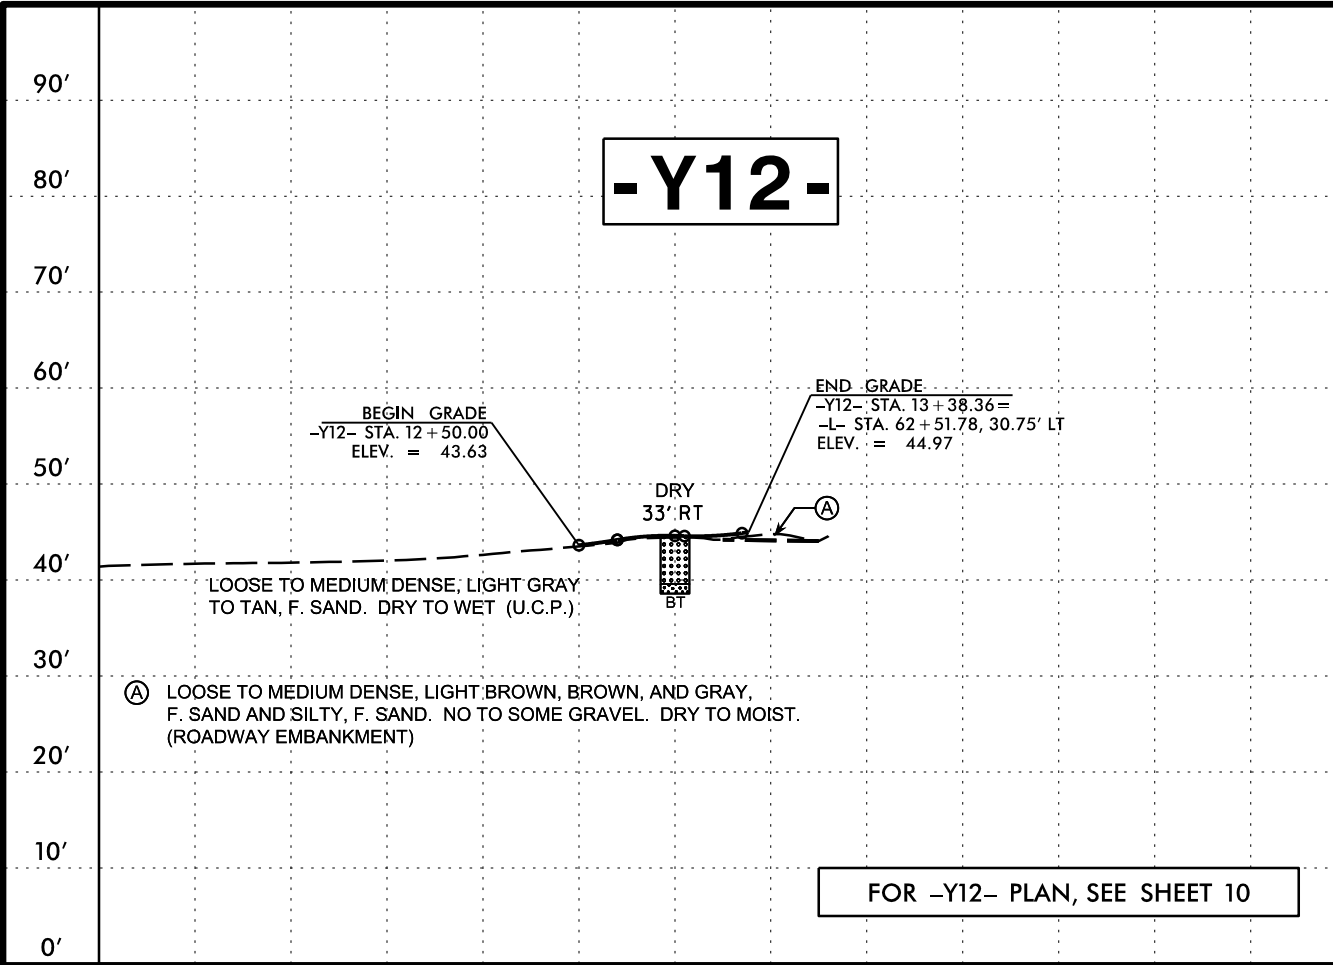 90'
80'
-Y12-
70'
60'
BEGIN GRADE
-Y12- STA. 12+50.00
ELEV. = 43.63
END GRADE
-Y12- STA. 13+38.36=
-L- STA. 62+51.78, 30.75' LT
ELEV. = 44.97
50'
DRY
33' RT
A
40'
LOOSE TO MEDIUM DENSE, LIGHT GRAY
TO TAN, F. SAND. DRY TO WET (U.C.P.)
BT
30'
A LOOSE TO MEDIUM DENSE, LIGHT BROWN, BROWN, AND GRAY,
F. SAND AND SILTY, F. SAND. NO TO SOME GRAVEL. DRY TO MOIST.
(ROADWAY EMBANKMENT)
20'
10'
FOR -Y12- PLAN, SEE SHEET 10
0'